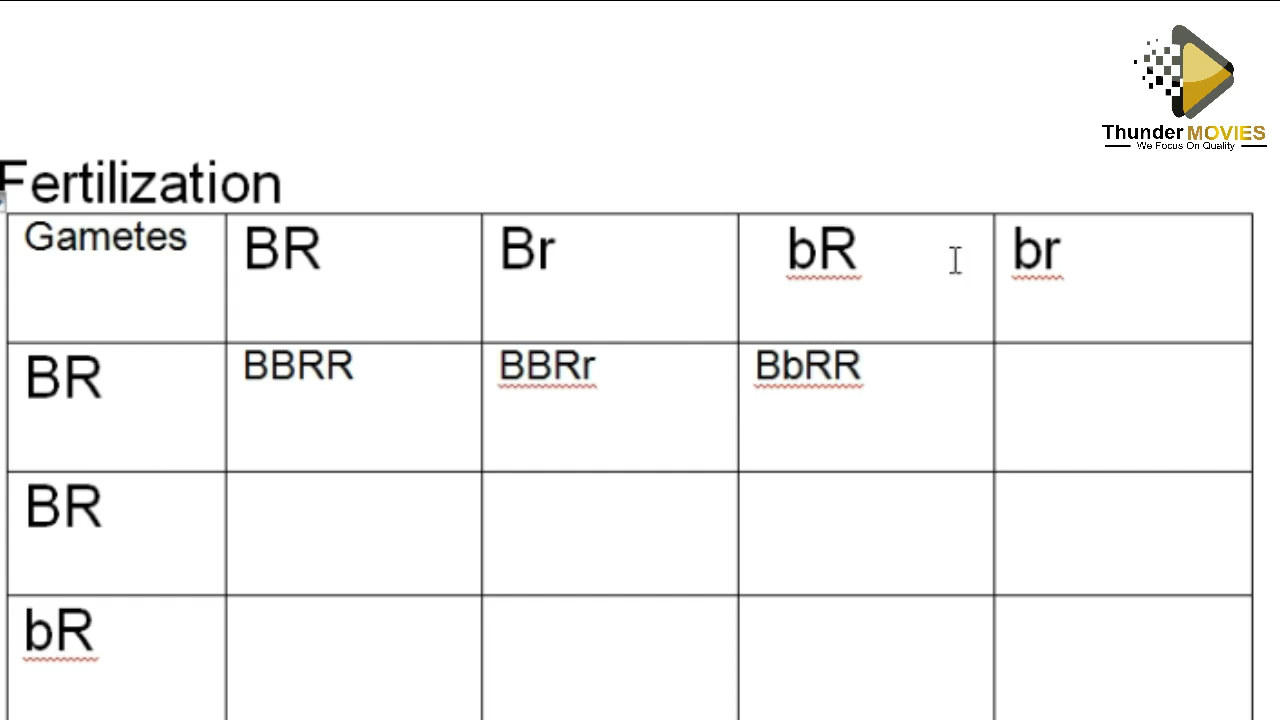 Thunder MOVIES
We Focus On Quality
Fertilization
Gametes BR Br bR br
BR BBRR BBRr BbRR
BR
bR